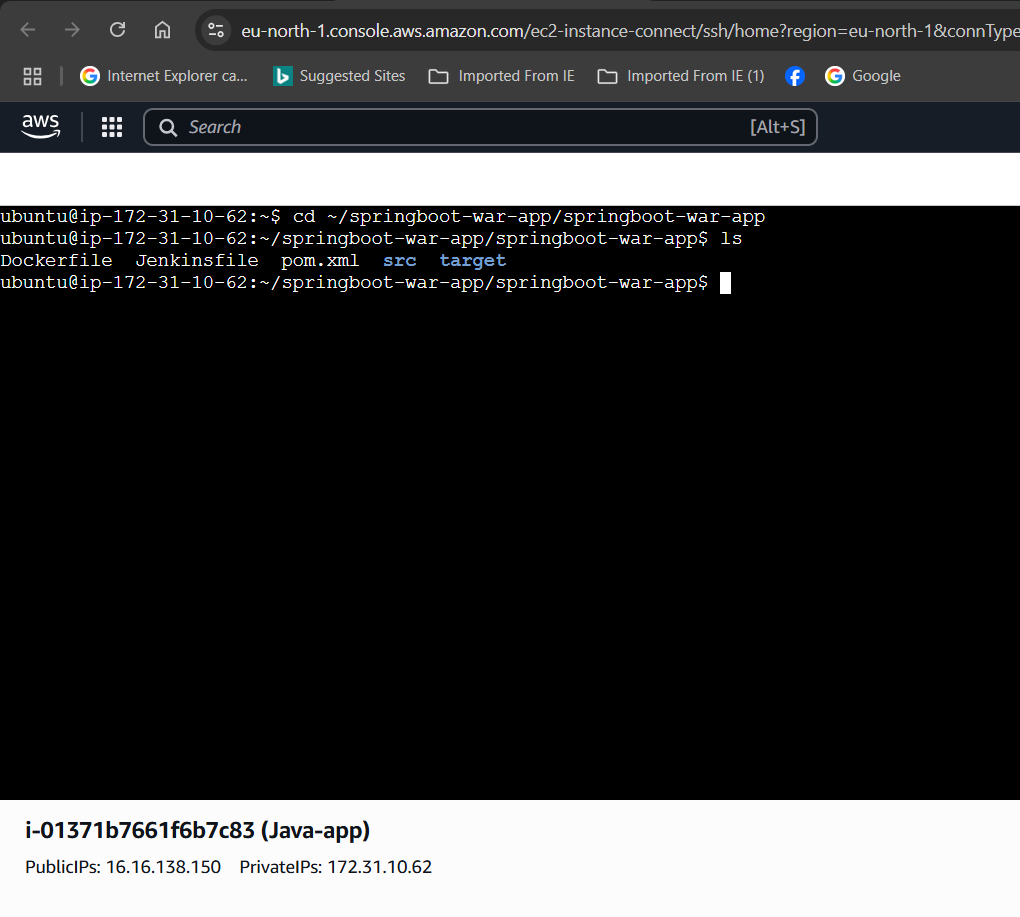 eu-north-1.console.aws.amazon.com/ec2-instance-connect/ssh/home?region=eu-north-1&connType
Internet Explorer ca... Suggested Sites Imported From IE Imported From IE (1) Google
aws Search [Alt+S]
ubuntu@ip-172-31-10-62:~$ cd ~/springboot-war-app/springboot-war-app
ubuntu@ip-172-31-10-62:~/springboot-war-app/springboot-war-app$ ls
Dockerfile  Jenkinsfile  pom.xml  src  target
ubuntu@ip-172-31-10-62:~/springboot-war-app/springboot-war-app$
i-01371b7661f6b7c83 (Java-app)
PublicIPs: 16.16.138.150 PrivateIPs: 172.31.10.62